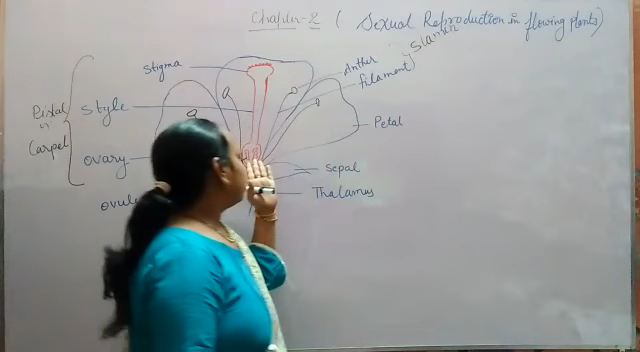 Chapter-2 ( Sexual Reproduction in flowing plants)
Stigma
Anther
filament
Stamen
Pistal
or
Carpel
Style
Petal
Ovary
Sepal
Ovule
Thalamus